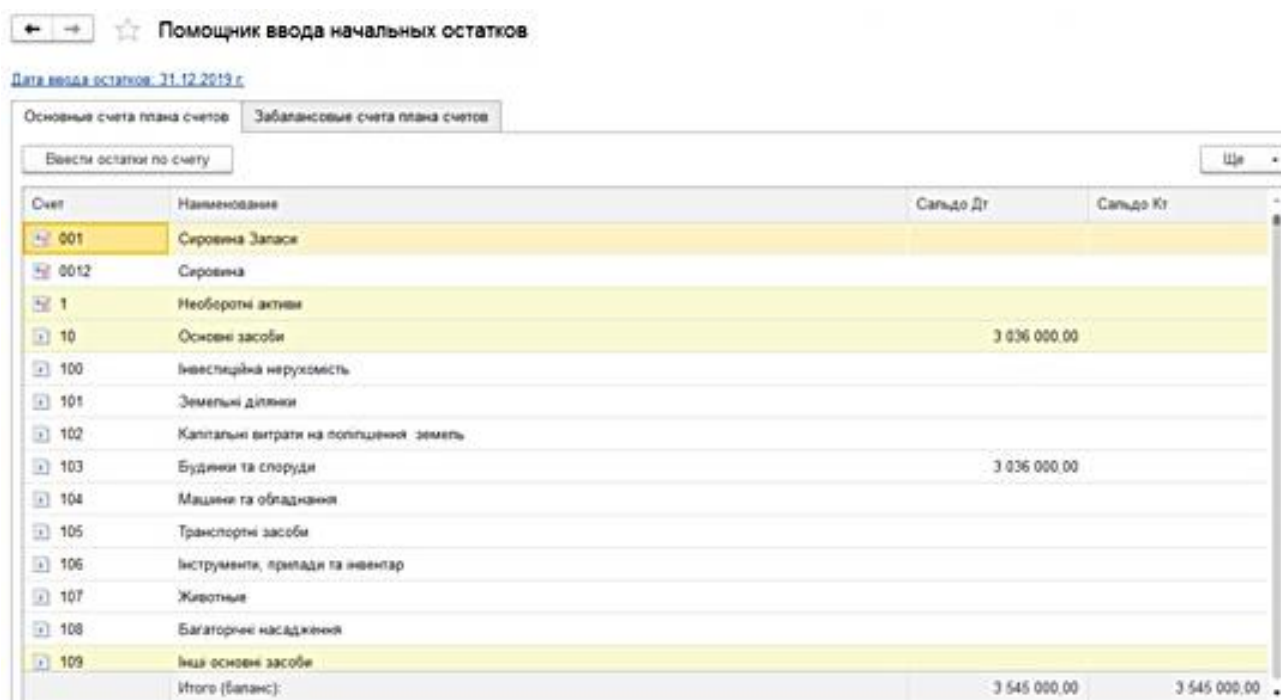 Помощник ввода начальных остатков
Дата ввода остатков: 31.12.2019 г.
Основные счета плана счетов Забалансовые счета плана счетов
Ввести остатки по счету Ще
Счет Наименование Сальдо Дт Сальдо Кт
001 Сировина Запаси
0012 Сировина
1 Необоротні активи
10 Основні засоби 3 036 000,00
100 Інвестиційна нерухомість
101 Земельні ділянки
102 Капітальні витрати на поліпшення земель
103 Будинки та споруди 3 036 000,00
104 Машини та обладнання
105 Транспортні засоби
106 Інструменти, прилади та інвентар
107 Животные
108 Багаторічні насадження
109 Інші основні засоби
Итого (баланс): 3 545 000,00 3 545 000,00